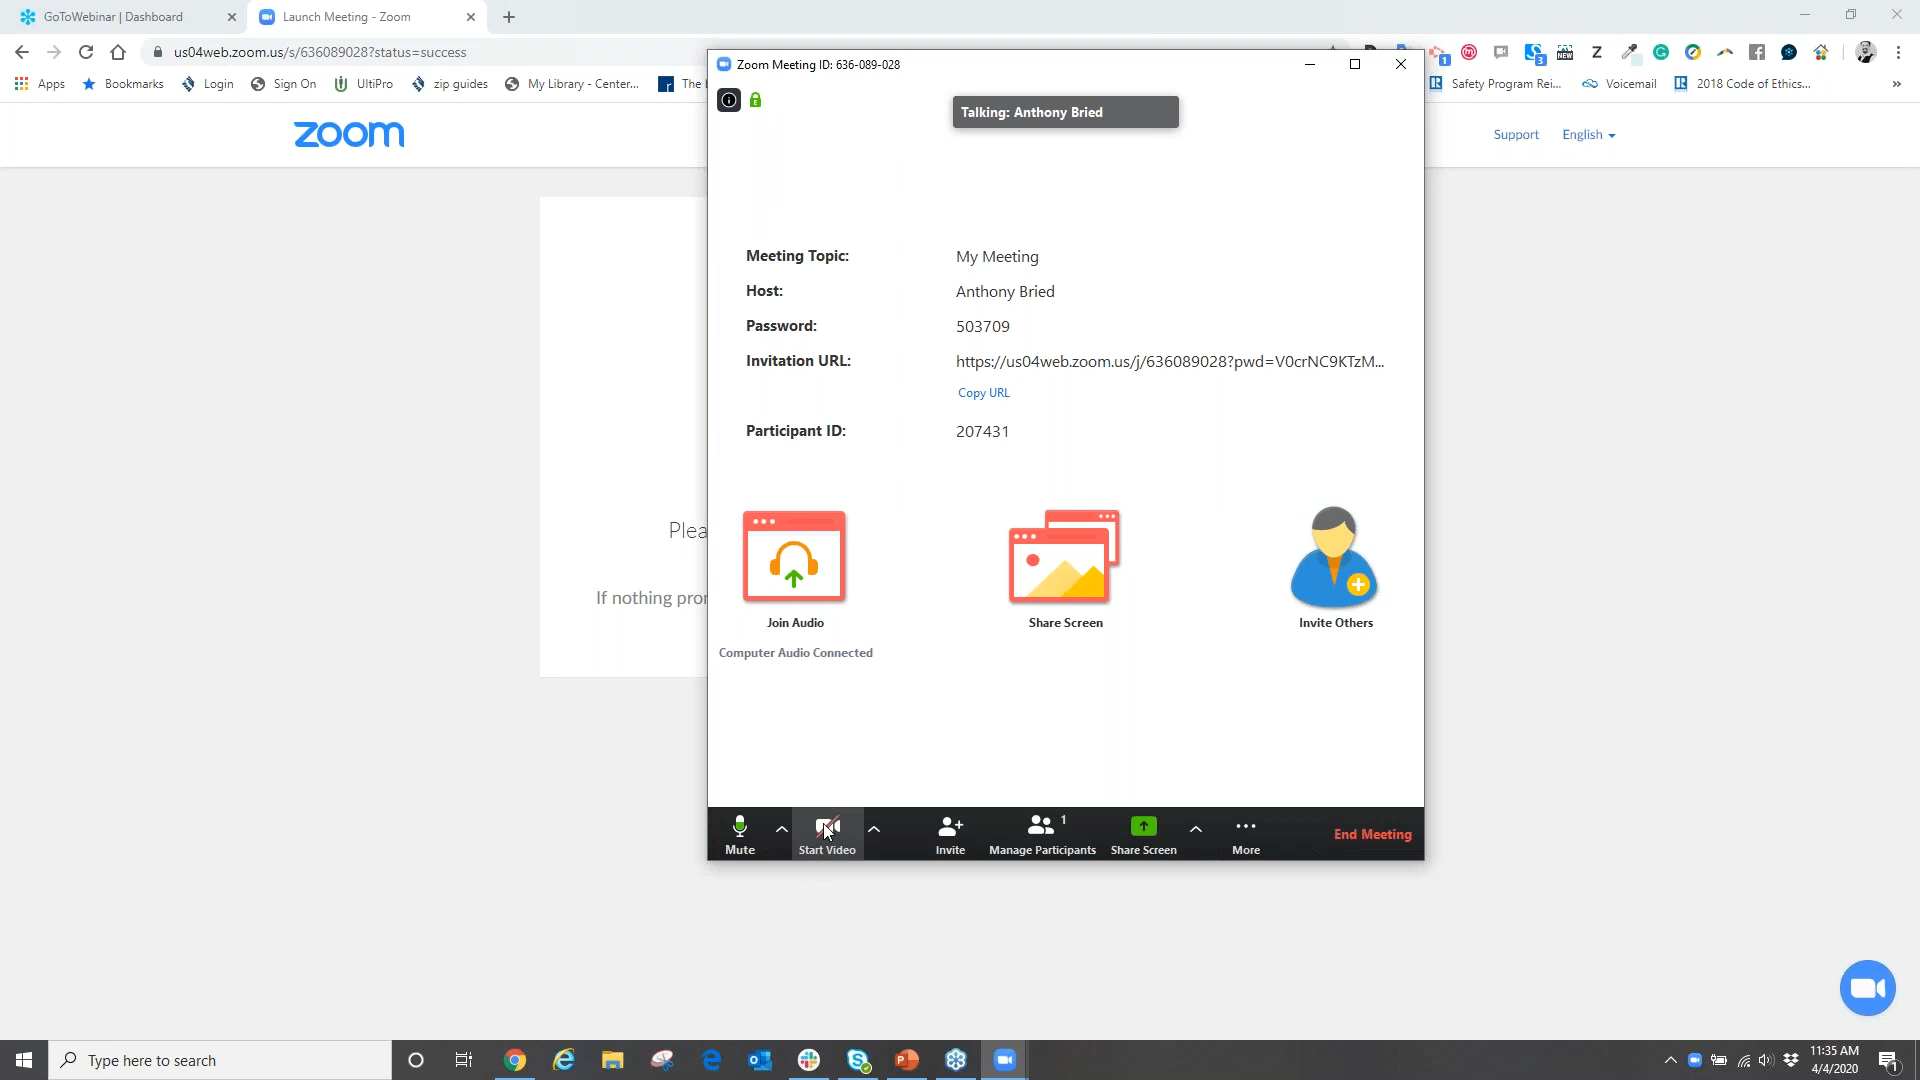 GoToWebinar | Dashboard
Launch Meeting - Zoom
us04web.zoom.us/s/636089028?status=success
Apps
Bookmarks
Login
Sign On
UltiPro
zip guides
My Library - Center...
The l
Safety Program Rei...
Voicemail
2018 Code of Ethics...
zoom
Support
English
Plea
If nothing pro
Zoom Meeting ID: 636-089-028
Talking: Anthony Bried
Meeting Topic: My Meeting
Host: Anthony Bried
Password: 503709
Invitation URL: https://us04web.zoom.us/j/636089028?pwd=V0crNC9KTzM...
Copy URL
Participant ID: 207431
Join Audio
Share Screen
Invite Others
Computer Audio Connected
Mute
Start Video
Invite
1
Manage Participants
Share Screen
More
End Meeting
Type here to search
11:35 AM
4/4/2020
1